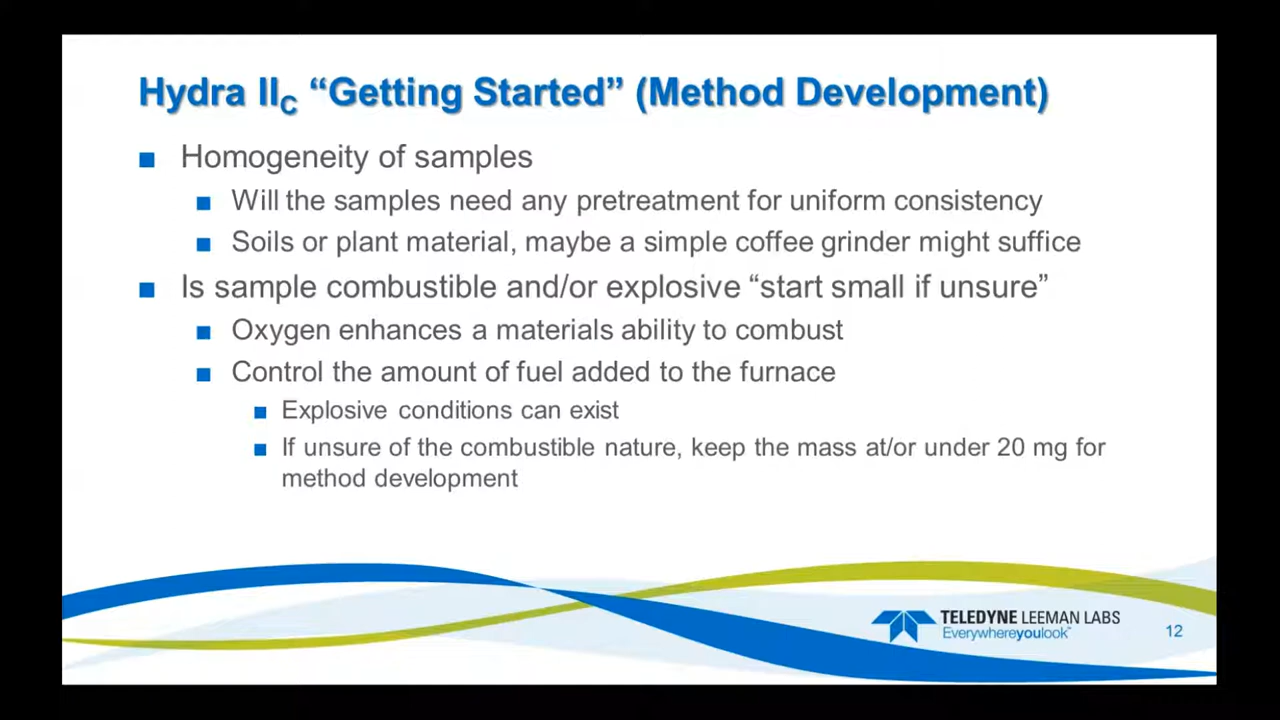 Hydra IIC “Getting Started” (Method Development)
Homogeneity of samples
Will the samples need any pretreatment for uniform consistency
Soils or plant material, maybe a simple coffee grinder might suffice
Is sample combustible and/or explosive “start small if unsure”
Oxygen enhances a materials ability to combust
Control the amount of fuel added to the furnace
Explosive conditions can exist
If unsure of the combustible nature, keep the mass at/or under 20 mg for
method development
TELEDYNE LEEMAN LABS
Everywhereyoulook™
12